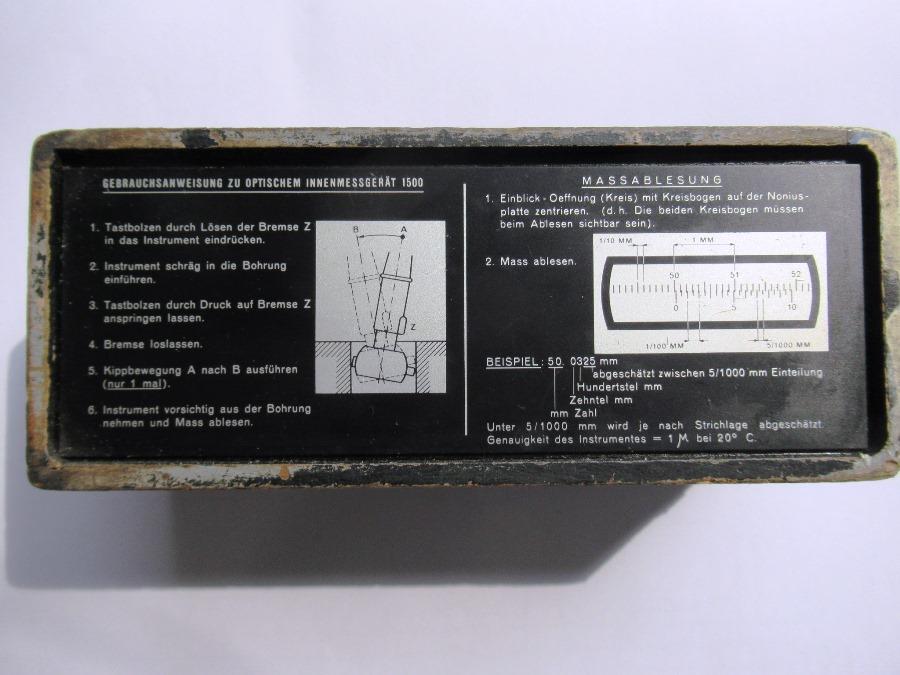 GEBRAUCHSANWEISUNG ZU OPTISCHEM INNENMESSGERÄT 1500
1. Tastbolzen durch Lösen der Bremse Z
in das Instrument eindrücken.
2. Instrument schräg in die Bohrung
einführen.
3. Tastbolzen durch Druck auf Bremse Z
anspringen lassen.
4. Bremse loslassen.
5. Kippbewegung A nach B ausführen
(nur 1 mal).
6. Instrument vorsichtig aus der Bohrung
nehmen und Mass ablesen.
B A
Z
MASSABLESUNG
1. Einblick-Oeffnung (Kreis) mit Kreisbogen auf der Nonius-
platte zentrieren. (d.h. Die beiden Kreisbogen müssen
beim Ablesen sichtbar sein).
2. Mass ablesen.
1/10 MM 1 MM
50 51 52
0 5 10
1/100 MM 5/1000 MM
BEISPIEL: 50. 0325 mm
abgeschätzt zwischen 5/1000 mm Einteilung
Hundertstel mm
Zehntel mm
mm Zahl
Unter 5/1000 mm wird je nach Strichlage abgeschätzt.
Genauigkeit des Instrumentes = 1 µ bei 20° C.